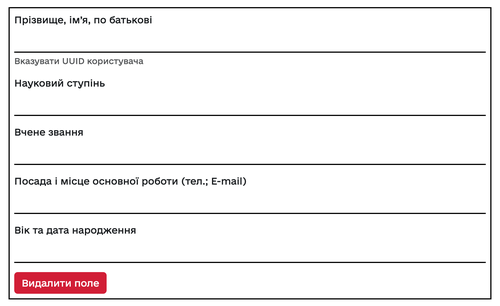 Прізвище, ім'я, по батькові
Вказувати UUID користувача
Науковий ступінь
Вчене звання
Посада і місце основної роботи (тел.; E-mail)
Вік та дата народження
Видалити поле